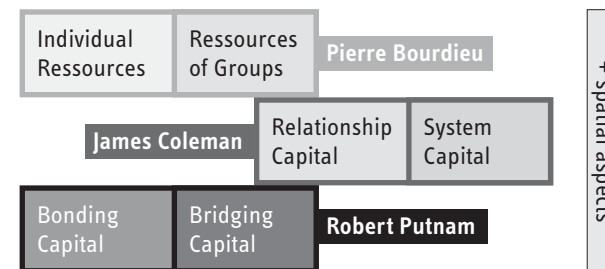 Individual
Ressources
Ressources
of Groups
Pierre Bourdieu
James Coleman
Relationship
Capital
System
Capital
Bonding
Capital
Bridging
Capital
Robert Putnam
+ spatial aspects